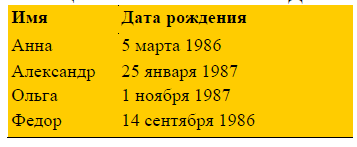 Имя Дата рождения
Анна 5 марта 1986
Александр 25 января 1987
Ольга 1 ноября 1987
Федор 14 сентября 1986